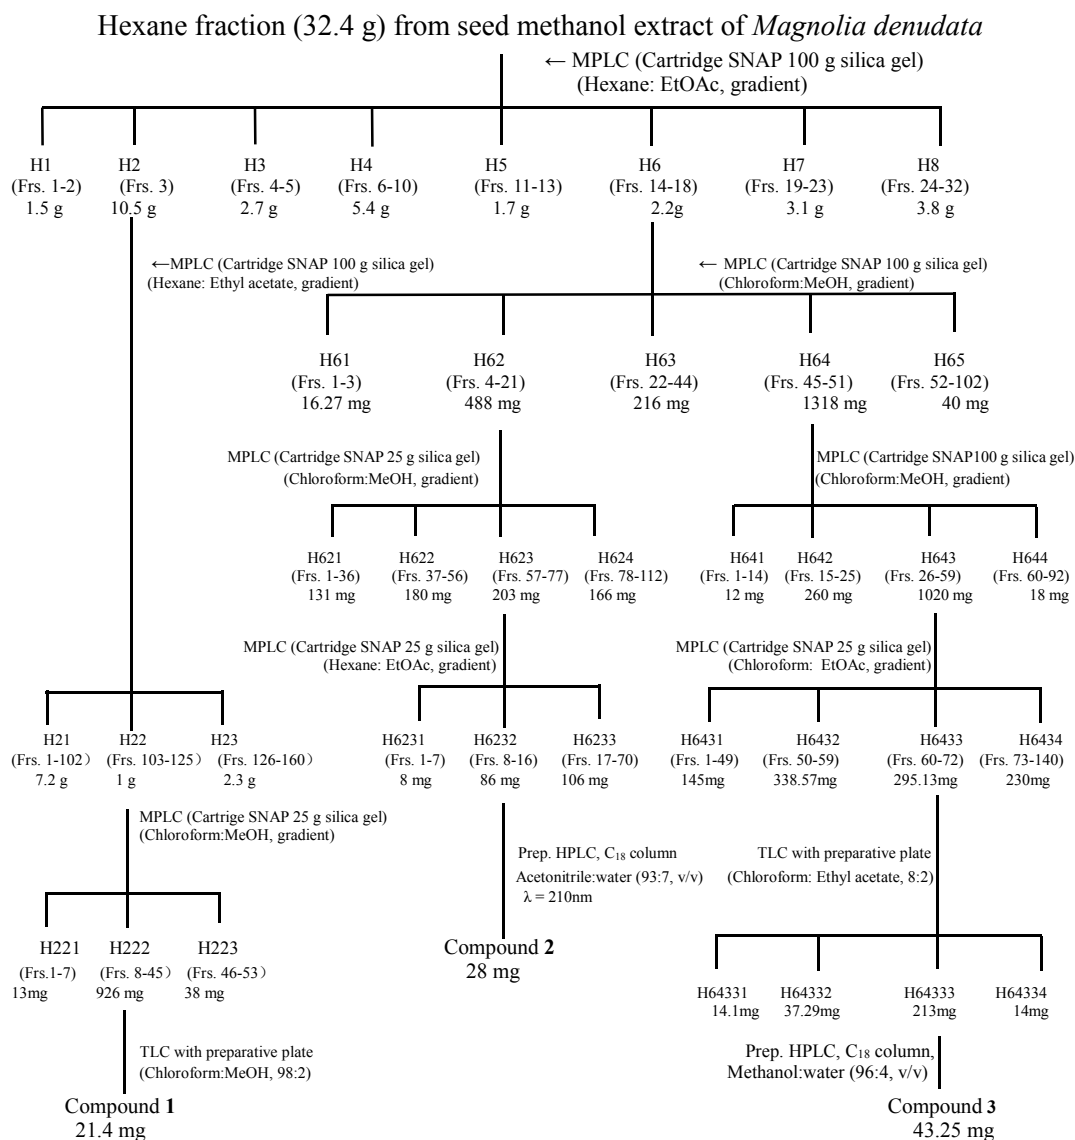 Hexane fraction (32.4 g) from seed methanol extract of Magnolia denudata
← MPLC (Cartridge SNAP 100 g silica gel)
(Hexane: EtOAc, gradient)
H1 H2 H3 H4 H5 H6 H7 H8
(Frs. 1-2) (Frs. 3) (Frs. 4-5) (Frs. 6-10) (Frs. 11-13) (Frs. 14-18) (Frs. 19-23) (Frs. 24-32)
1.5 g 10.5 g 2.7 g 5.4 g 1.7 g 2.2g 3.1 g 3.8 g
←MPLC (Cartridge SNAP 100 g silica gel) ← MPLC (Cartridge SNAP 100 g silica gel)
(Hexane: Ethyl acetate, gradient) (Chloroform:MeOH, gradient)
H61 H62 H63 H64 H65
(Frs. 1-3) (Frs. 4-21) (Frs. 22-44) (Frs. 45-51) (Frs. 52-102)
16.27 mg 488 mg 216 mg 1318 mg 40 mg
MPLC (Cartridge SNAP 25 g silica gel) MPLC (Cartridge SNAP100 g silica gel)
(Chloroform:MeOH, gradient) (Chloroform:MeOH, gradient)
H621 H622 H623 H624 H641 H642 H643 H644
(Frs. 1-36) (Frs. 37-56) (Frs. 57-77) (Frs. 78-112) (Frs. 1-14) (Frs. 15-25) (Frs. 26-59) (Frs. 60-92)
131 mg 180 mg 203 mg 166 mg 12 mg 260 mg 1020 mg 18 mg
MPLC (Cartridge SNAP 25 g silica gel) MPLC (Cartridge SNAP 25 g silica gel)
(Hexane: EtOAc, gradient) (Chloroform: EtOAc, gradient)
H21 H22 H23 H6231 H6232 H6233 H6431 H6432 H6433 H6434
(Frs. 1-102) (Frs. 103-125) (Frs. 126-160) (Frs. 1-7) (Frs. 8-16) (Frs. 17-70) (Frs. 1-49) (Frs. 50-59) (Frs. 60-72) (Frs. 73-140)
7.2 g 1 g 2.3 g 8 mg 86 mg 106 mg 145mg 338.57mg 295.13mg 230mg
MPLC (Cartrige SNAP 25 g silica gel)
(Chloroform:MeOH, gradient)
Prep. HPLC, C18 column TLC with preparative plate
Acetonitrile:water (93:7, v/v) (Chloroform: Ethyl acetate, 8:2)
λ = 210nm
H221 H222 H223 Compound 2
(Frs.1-7) (Frs. 8-45) (Frs. 46-53) 28 mg
13mg 926 mg 38 mg
H64331 H64332 H64333 H64334
14.1mg 37.29mg 213mg 14mg
TLC with preparative plate Prep. HPLC, C18 column,
(Chloroform:MeOH, 98:2) Methanol:water (96:4, v/v)
Compound 1 Compound 3
21.4 mg 43.25 mg